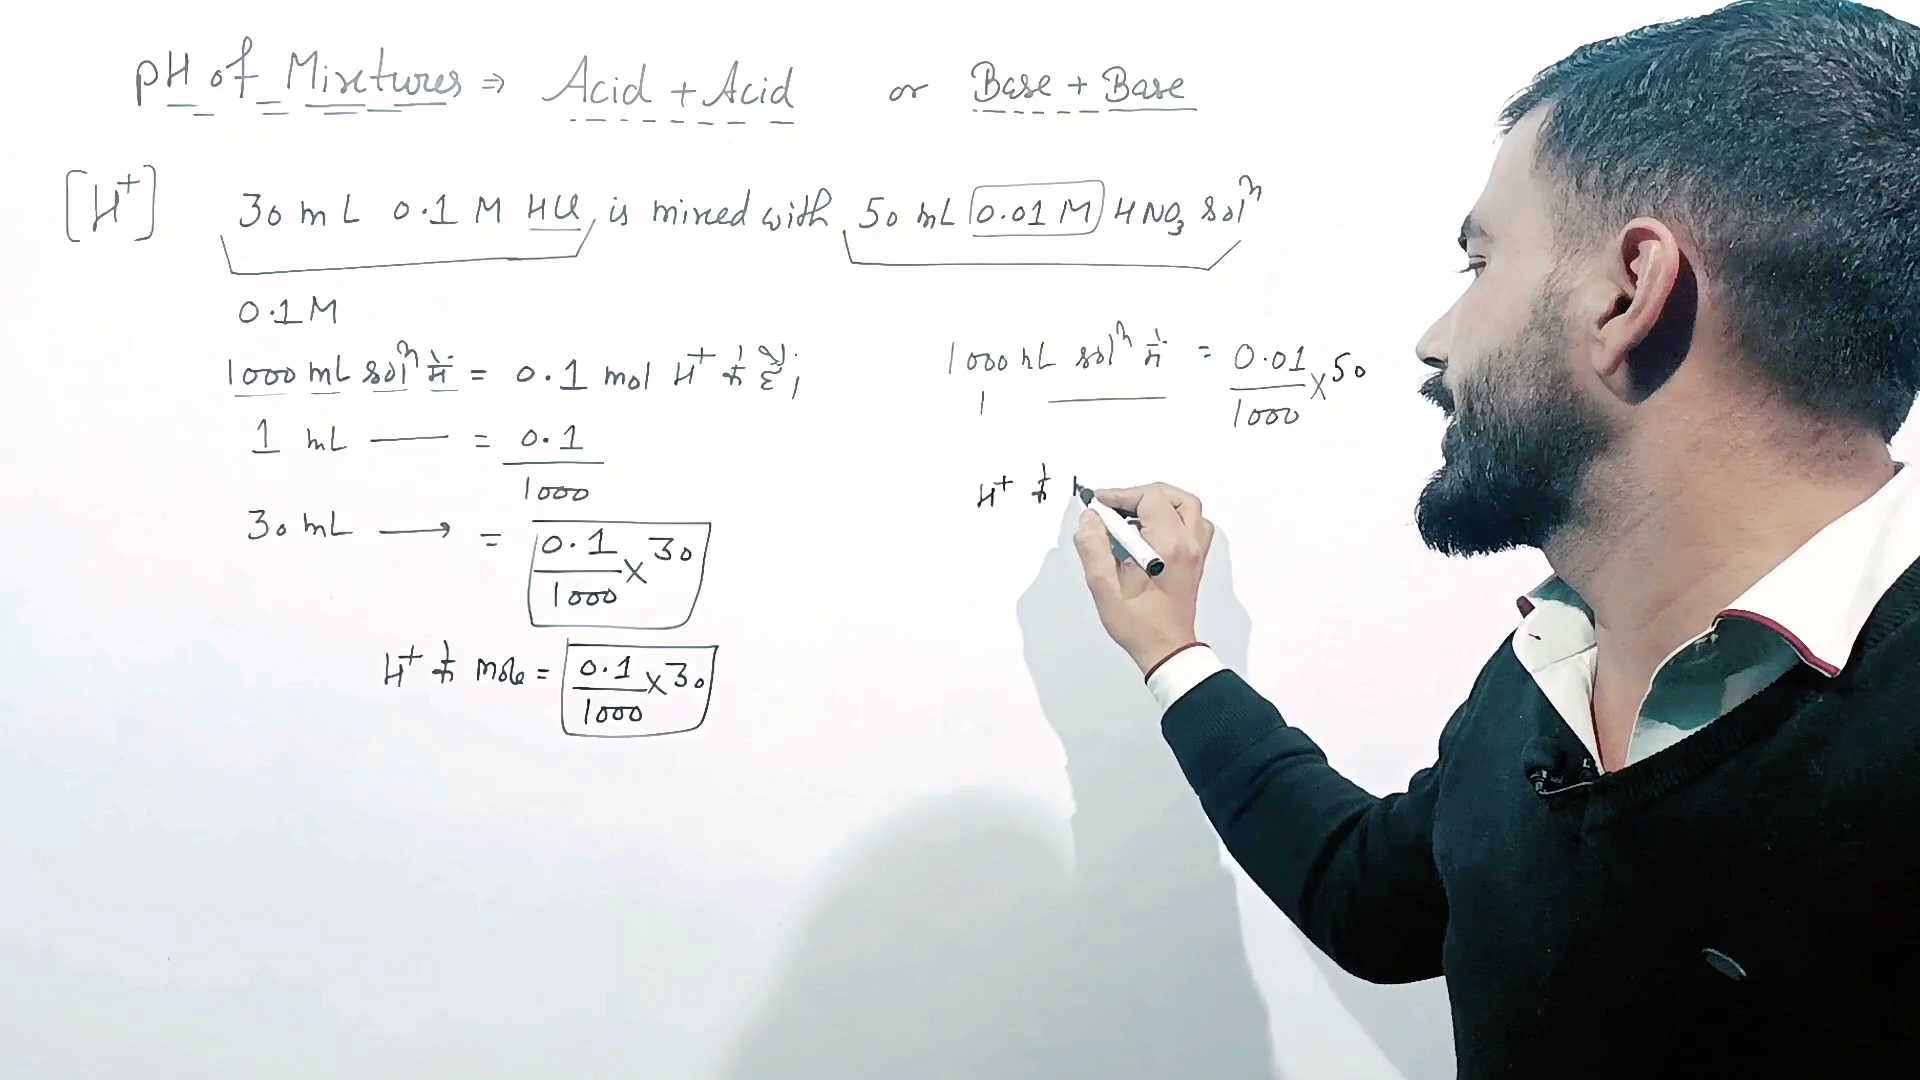 pH of Mixtures ⇒ Acid + Acid or Base + Base
[H⁺] 30 mL 0.1 M HCl, is mixed with 50 mL 0.01 M HNO₃ solⁿ
0.1 M
1000 mL solⁿ में = 0.1 mol H⁺ के हैं,
1 mL — = 0.1/1000
30 mL → = 0.1/1000 × 30
H⁺ के mole = 0.1/1000 × 30
1000 mL solⁿ में = 0.01/1000 × 50
1 —
H⁺ के